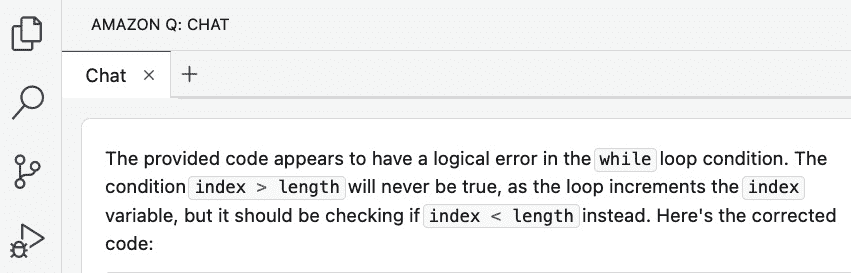 AMAZON Q: CHAT
Chat × +
The provided code appears to have a logical error in the while loop condition. The
condition index > length will never be true, as the loop increments the index
variable, but it should be checking if index < length instead. Here's the corrected
code: